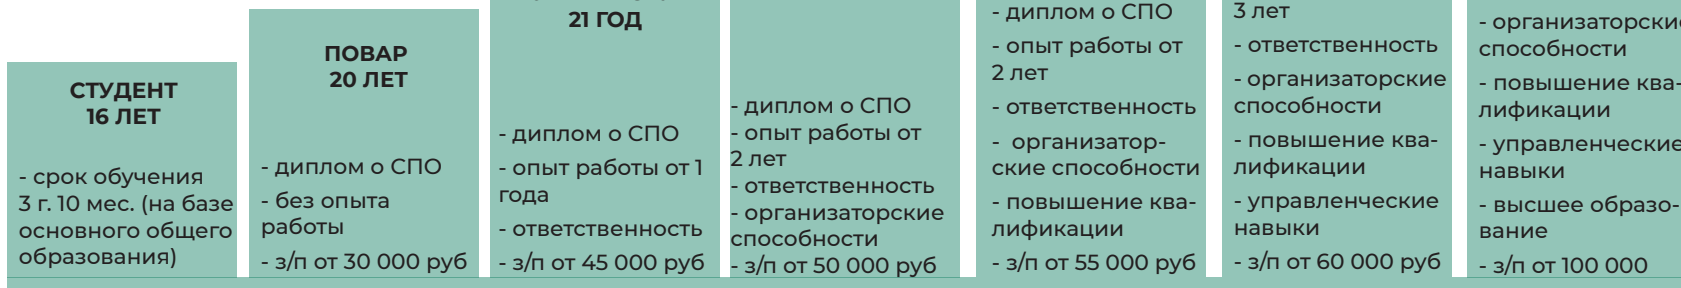 СТУДЕНТ
16 ЛЕТ
- срок обучения
3 г. 10 мес. (на базе
основного общего
образования)
ПОВАР
20 ЛЕТ
- диплом о СПО
- без опыта
работы
- з/п от 30 000 руб
21 ГОД
- диплом о СПО
- опыт работы от 1
года
- ответственность
- з/п от 45 000 руб
- диплом о СПО
- опыт работы от
2 лет
- ответственность
- организаторские
способности
- з/п от 50 000 руб
- диплом о СПО
- опыт работы от
2 лет
- ответственность
- организатор-
ские способности
- повышение ква-
лификации
- з/п от 55 000 руб
3 лет
- ответственность
- организаторские
способности
- повышение ква-
лификации
- управленческие
навыки
- з/п от 60 000 руб
- организаторские
способности
- повышение ква-
лификации
- управленческие
навыки
- высшее образо-
вание
- з/п от 100 000